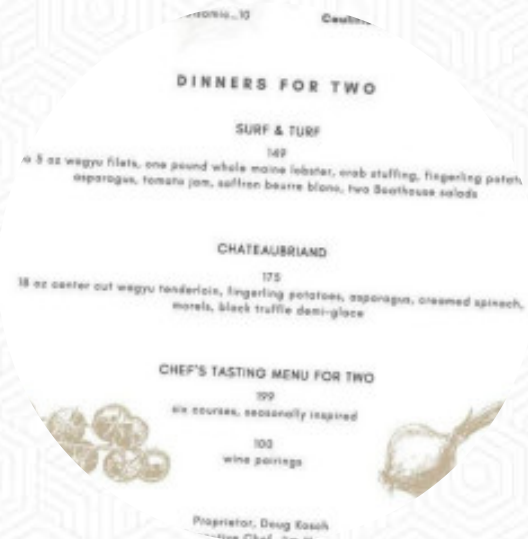 DINNERS FOR TWO
SURF & TURF
149
5 oz wagyu filets, one pound whole maine lobster, crab stuffing, fingerling
asparagus, tomato jam, saffron beurre blanc, two Boathouse salads
CHATEAUBRIAND
175
18 oz center cut wagyu tenderloin, fingerling potatoes, asparagus, creamed spinach,
morels, black truffle demi-glace
CHEF'S TASTING MENU FOR TWO
199
six courses, seasonally inspired
100
wine pairings
Proprietor, Doug